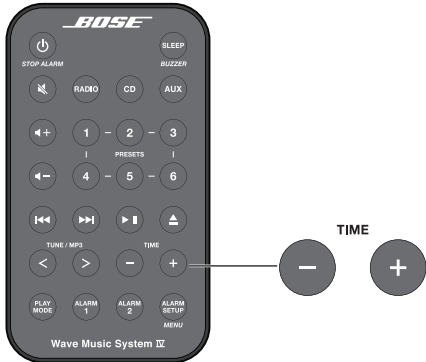 BOSE
SLEEP
STOP ALARM BUZZER
RADIO CD AUX
+ 1 - 2 - 3
| PRESETS |
- 4 - 5 - 6
TUNE / MP3 TIME
< > - +
PLAY MODE ALARM 1 ALARM 2 ALARM SETUP
MENU
Wave Music System IV
TIME
- +